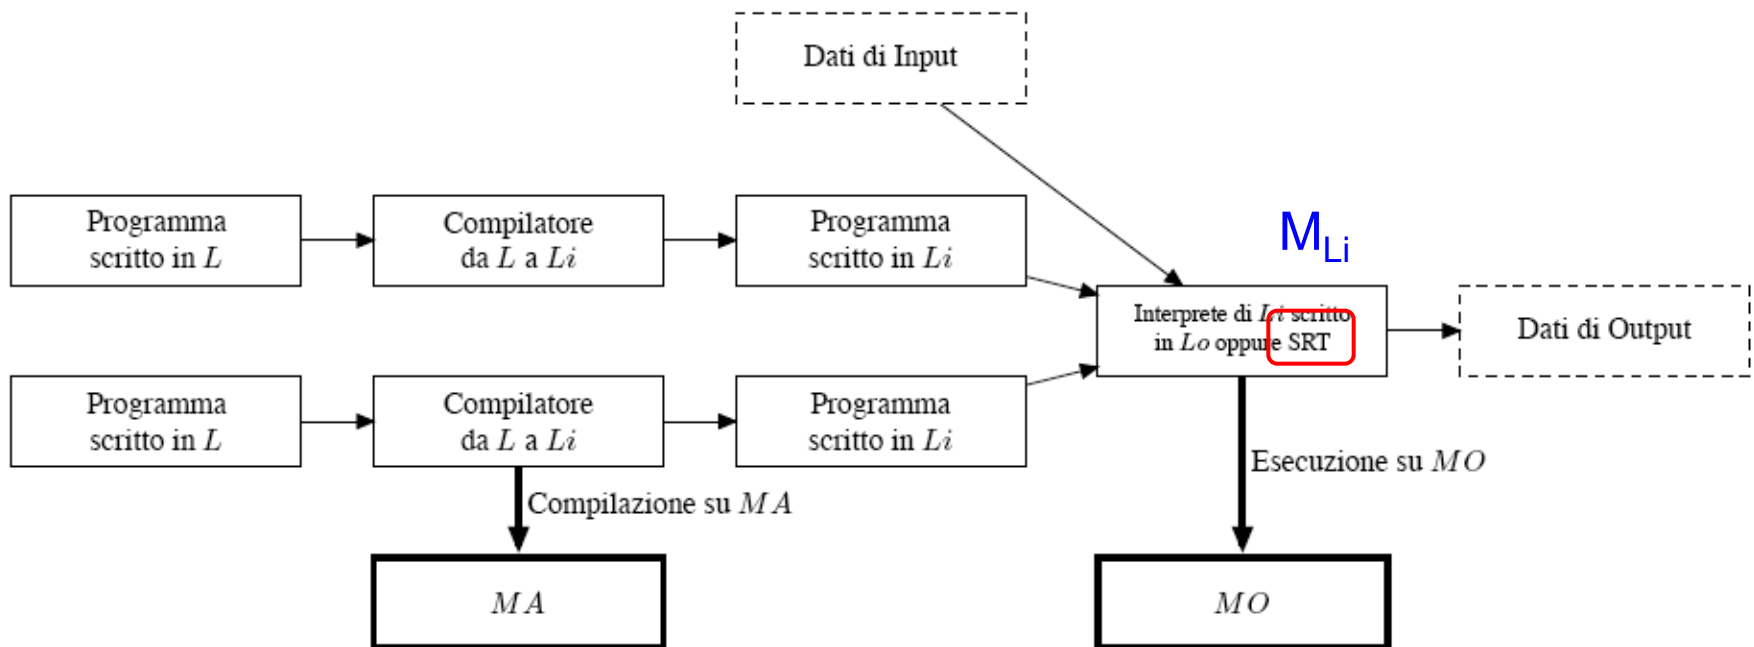 Dati di Input
Programma
scritto in L
Compilatore
da L a Li
Programma
scritto in Li
M_Li
Interprete di Li scritto
in Lo oppure SRT
Dati di Output
Programma
scritto in L
Compilatore
da L a Li
Programma
scritto in Li
Compilazione su MA
Esecuzione su MO
MA
MO